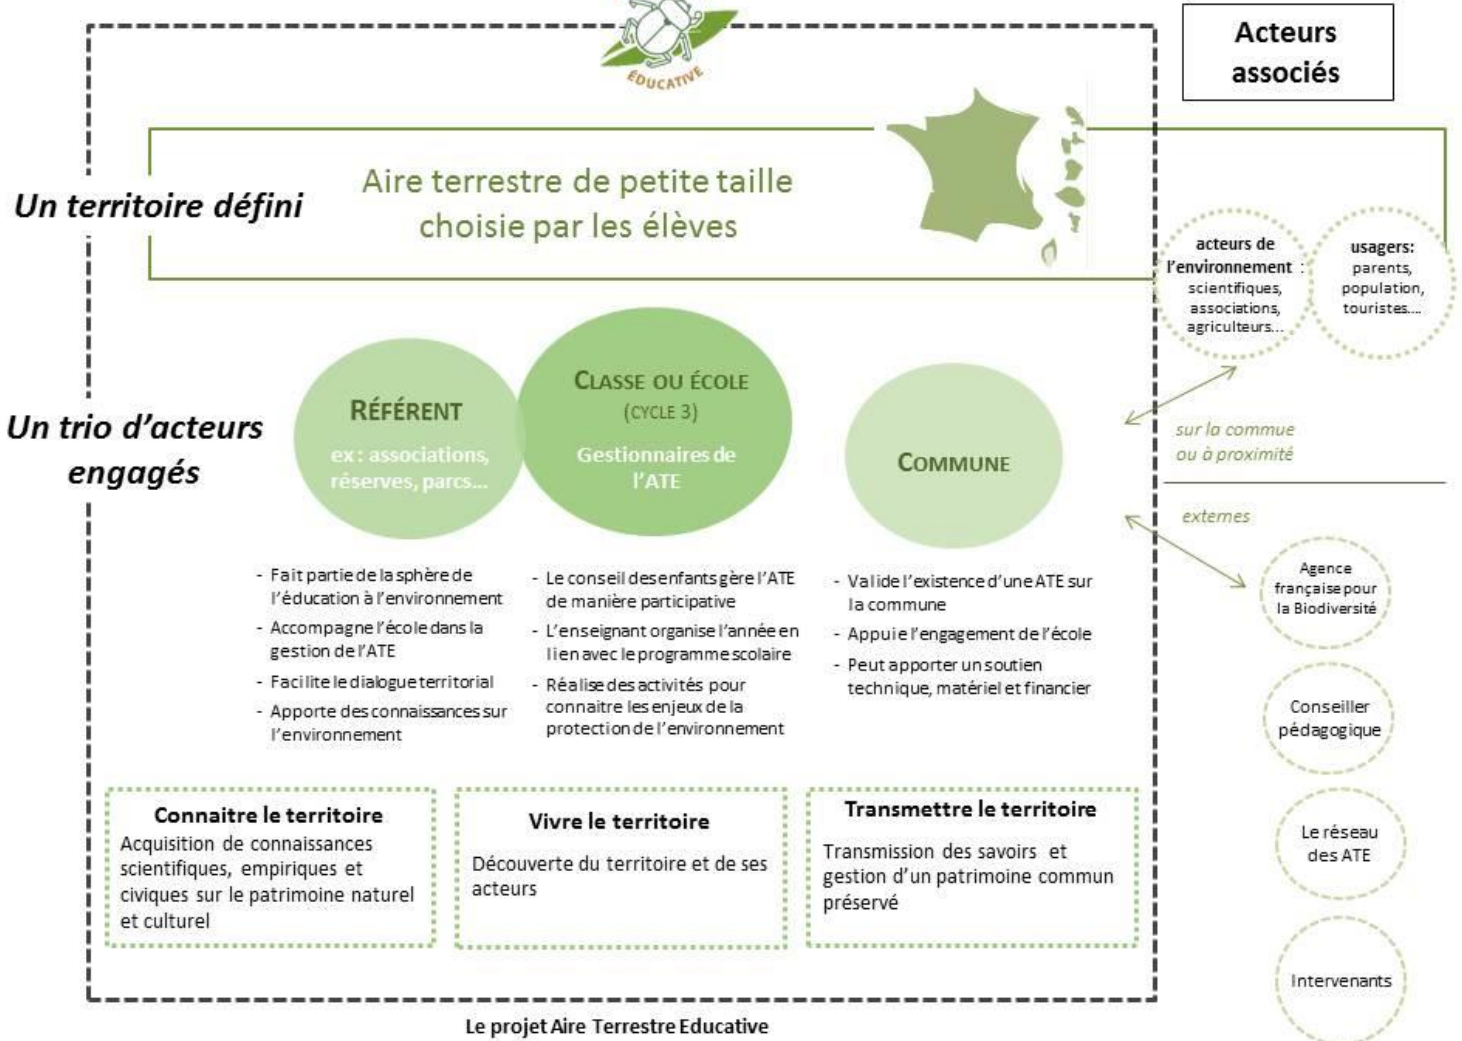 ÉDUCATIVE
Acteurs
associés
Un territoire défini
Aire terrestre de petite taille
choisie par les élèves
acteurs de
l'environnement :
scientifiques,
associations,
agriculteurs...
usagers:
parents,
population,
touristes....
Un trio d'acteurs
engagés
RÉFÉRENT
ex : associations,
réserves, parcs...
CLASSE OU ÉCOLE
(CYCLE 3)
Gestionnaires de
l'ATE
COMMUNE
sur la commue
ou à proximité
externes
- Fait partie de la sphère de
l'éducation à l'environnement
- Accompagne l'école dans la
gestion de l'ATE
- Facilite le dialogue territorial
- Apporte des connaissances sur
l'environnement
- Le conseil des enfants gère l'ATE
de manière participative
- L'enseignant organise l'année en
lien avec le programme scolaire
- Réalise des activités pour
connaitre les enjeux de la
protection de l'environnement
- Valide l'existence d'une ATE sur
la commune
- Appuie l'engagement de l'école
- Peut apporter un soutien
technique, matériel et financier
Agence
française pour
la Biodiversité
Conseiller
pédagogique
Le réseau
des ATE
Intervenants
Connaitre le territoire
Acquisition de connaissances
scientifiques, empiriques et
civiques sur le patrimoine naturel
et culturel
Vivre le territoire
Découverte du territoire et de ses
acteurs
Transmettre le territoire
Transmission des savoirs et
gestion d'un patrimoine commun
préservé
Le projet Aire Terrestre Educative